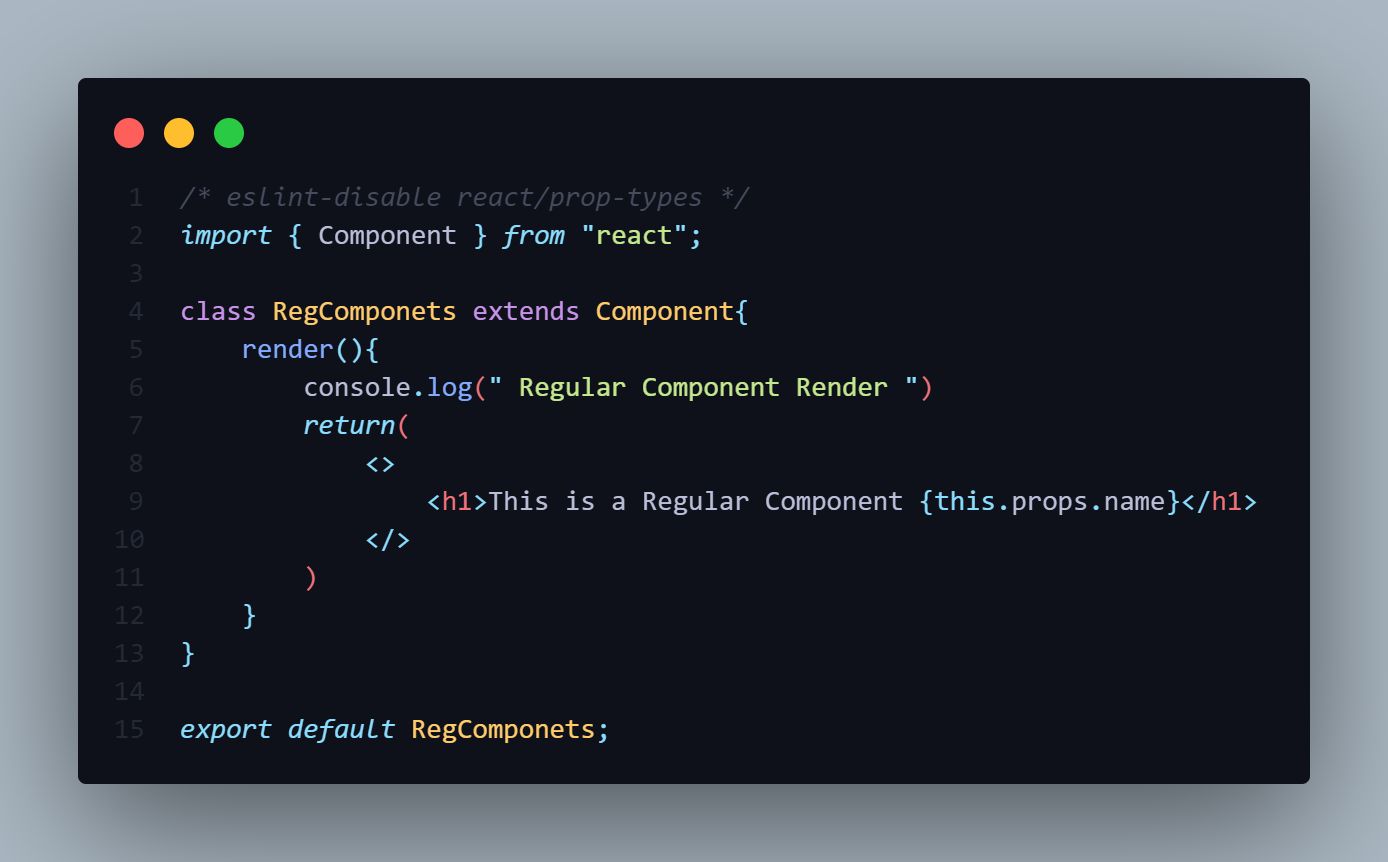 1 /* eslint-disable react/prop-types */
2 import { Component } from "react";
3
4 class RegComponets extends Component{
5     render(){
6         console.log(" Regular Component Render ")
7         return(
8             <>
9                 <h1>This is a Regular Component {this.props.name}</h1>
10             </>
11         )
12     }
13 }
14
15 export default RegComponets;